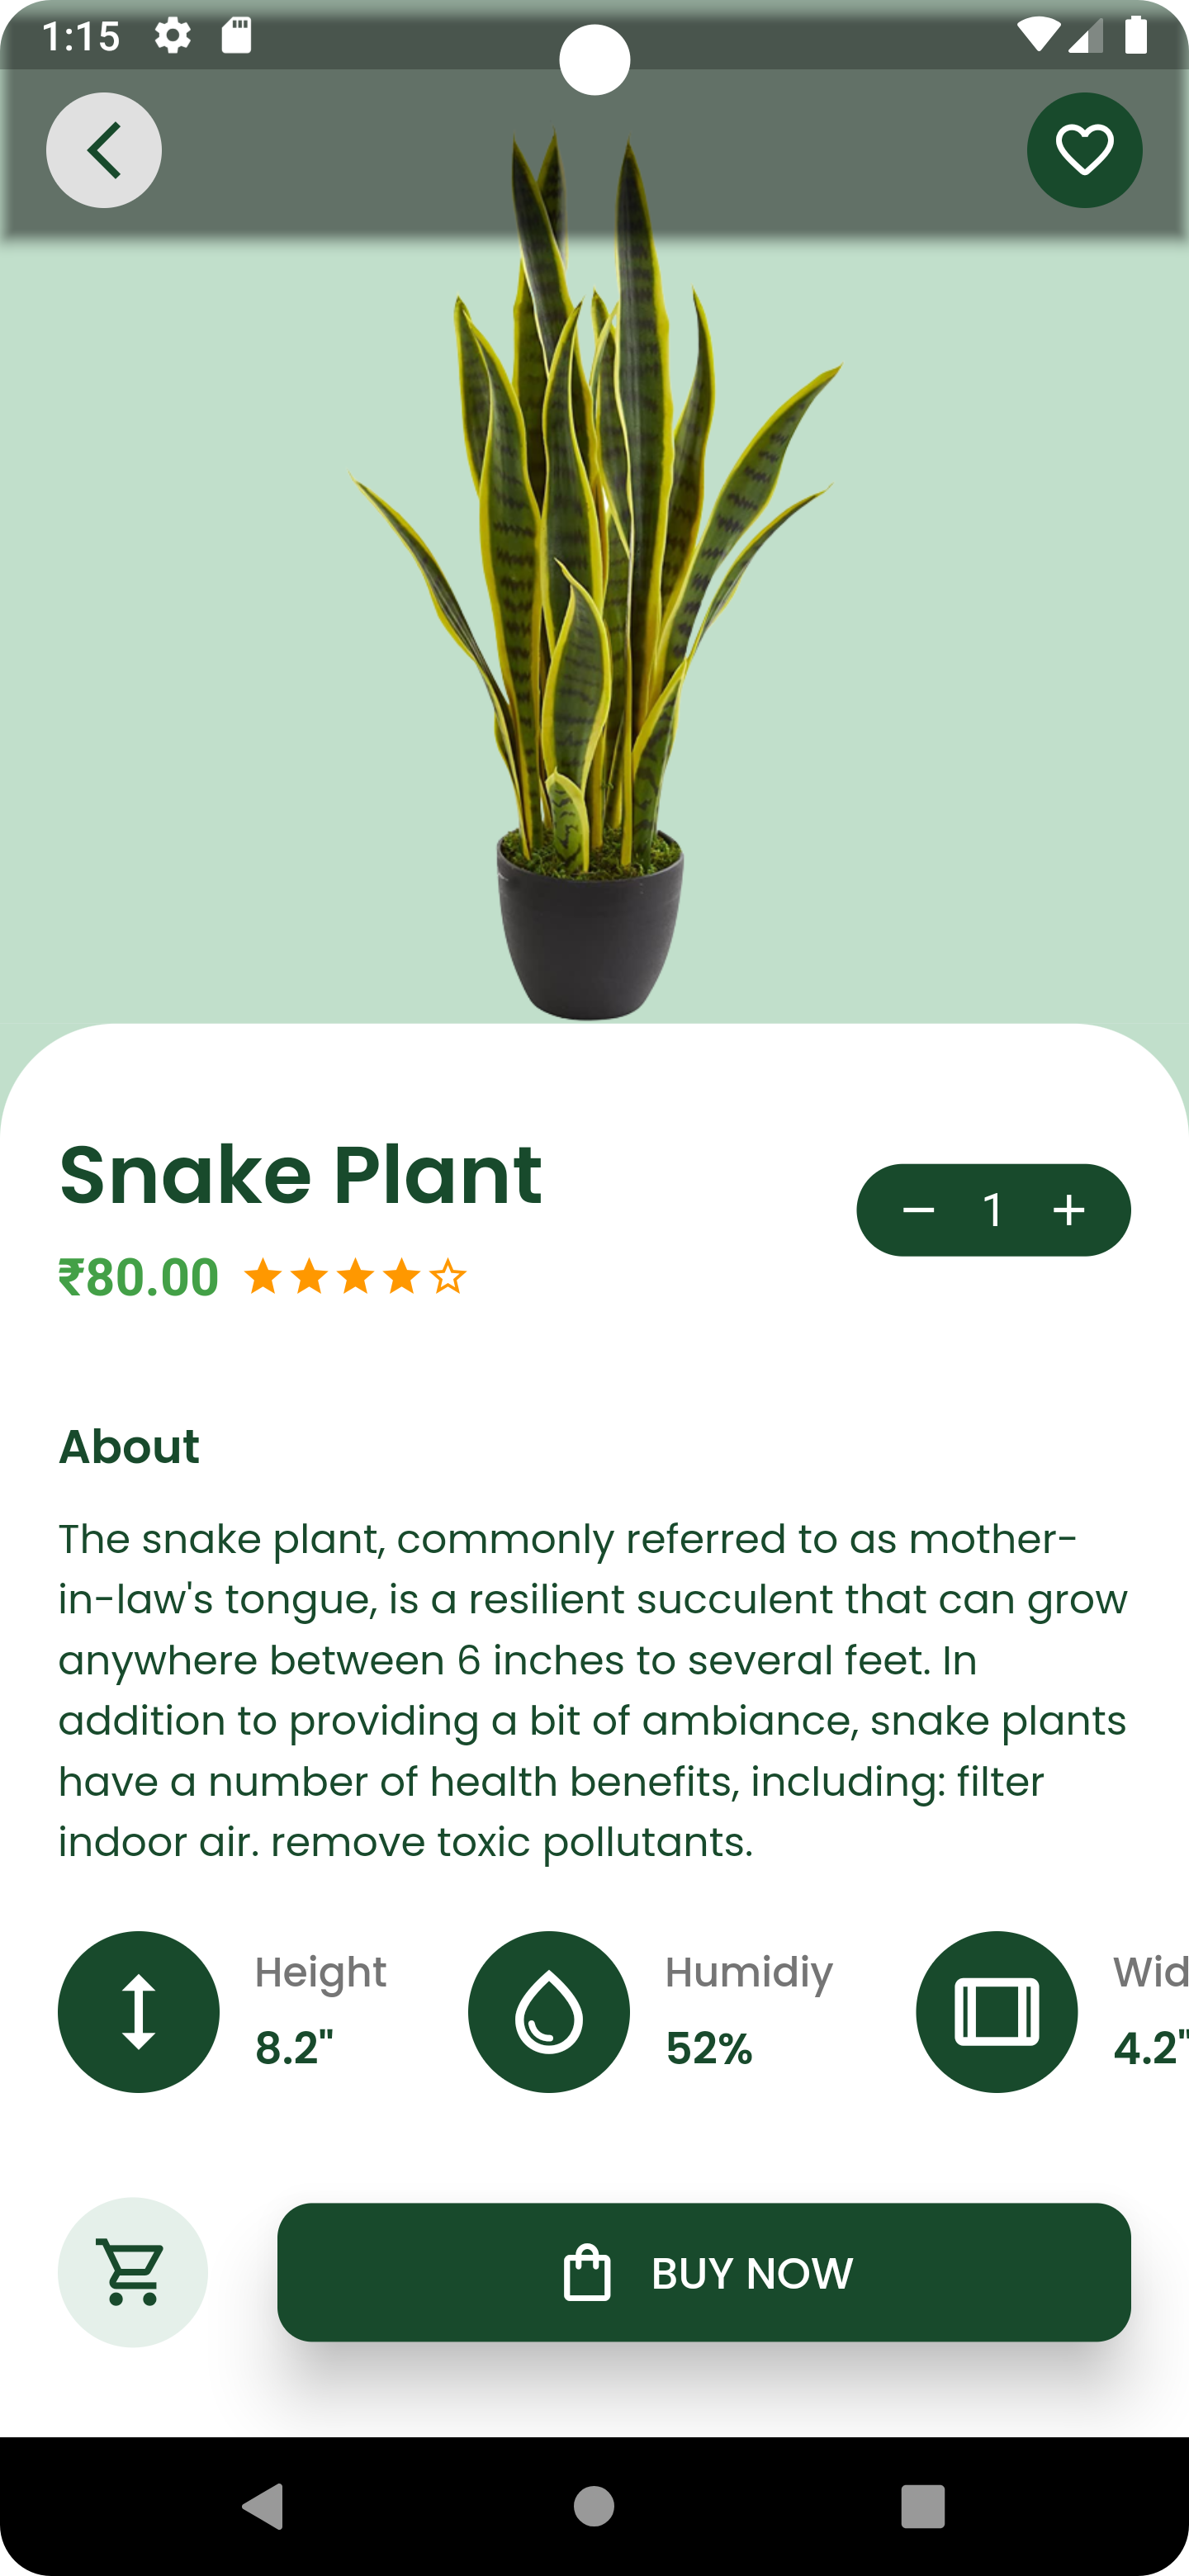 1:15
Snake Plant
₹80.00
1
About
The snake plant, commonly referred to as mother-
in-law's tongue, is a resilient succulent that can grow
anywhere between 6 inches to several feet. In
addition to providing a bit of ambiance, snake plants
have a number of health benefits, including: filter
indoor air. remove toxic pollutants.
Height Humidiy Wid
8.2" 52% 4.2"
BUY NOW